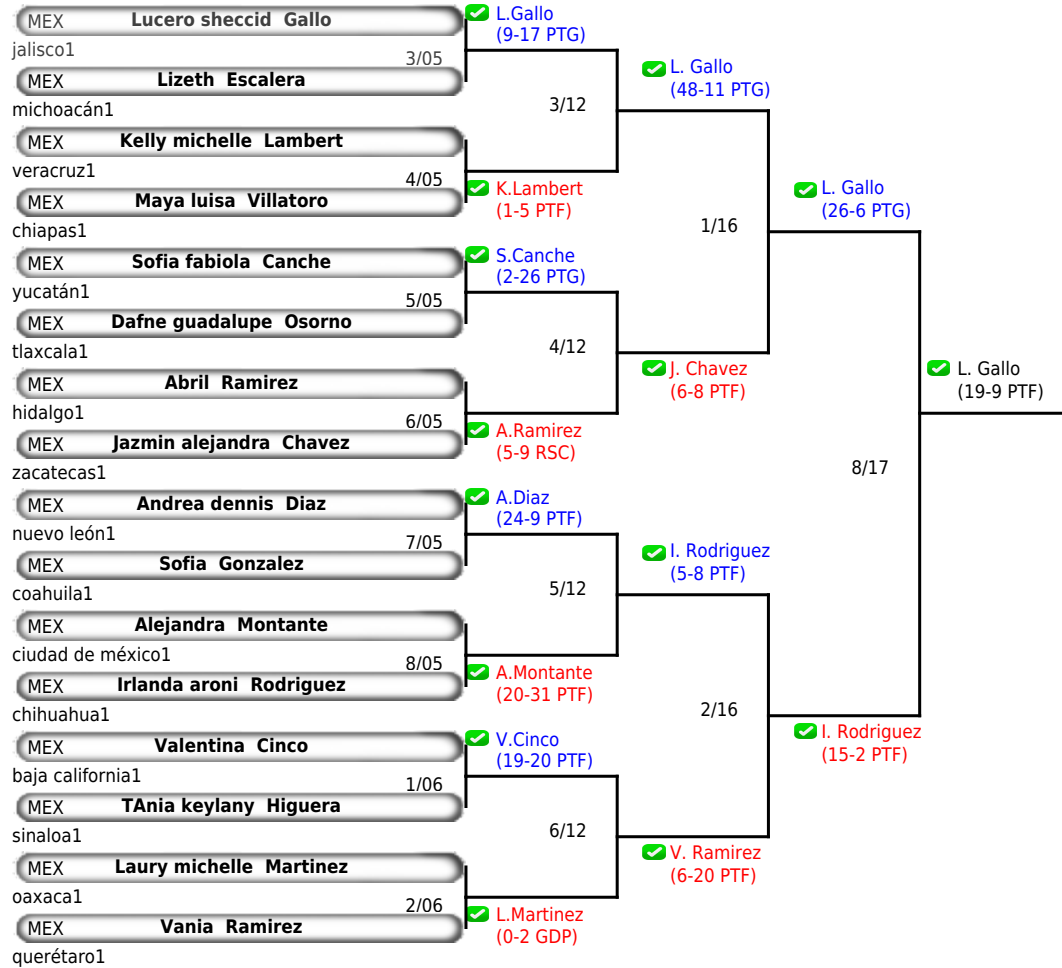 MEX Lucero sheccid Gallo
jalisco1
3/05
MEX Lizeth Escalera
michoacán1
MEX Kelly michelle Lambert
veracruz1
4/05
MEX Maya luisa Villatoro
chiapas1
MEX Sofia fabiola Canche
yucatán1
5/05
MEX Dafne guadalupe Osorno
tlaxcala1
MEX Abril Ramirez
hidalgo1
6/05
MEX Jazmin alejandra Chavez
zacatecas1
MEX Andrea dennis Diaz
nuevo león1
7/05
MEX Sofia Gonzalez
coahuila1
MEX Alejandra Montante
ciudad de méxico1
8/05
MEX Irlanda aroni Rodriguez
chihuahua1
MEX Valentina Cinco
baja california1
1/06
MEX TAnia keylany Higuera
sinaloa1
MEX Laury michelle Martinez
oaxaca1
2/06
MEX Vania Ramirez
querétaro1
L.Gallo
(9-17 PTG)
3/12
K.Lambert
(1-5 PTF)
S.Canche
(2-26 PTG)
4/12
A.Ramirez
(5-9 RSC)
A.Diaz
(24-9 PTF)
5/12
A.Montante
(20-31 PTF)
V.Cinco
(19-20 PTF)
6/12
L.Martinez
(0-2 GDP)
L. Gallo
(48-11 PTG)
1/16
J. Chavez
(6-8 PTF)
I. Rodriguez
(5-8 PTF)
2/16
V. Ramirez
(6-20 PTF)
L. Gallo
(26-6 PTG)
8/17
I. Rodriguez
(15-2 PTF)
L. Gallo
(19-9 PTF)